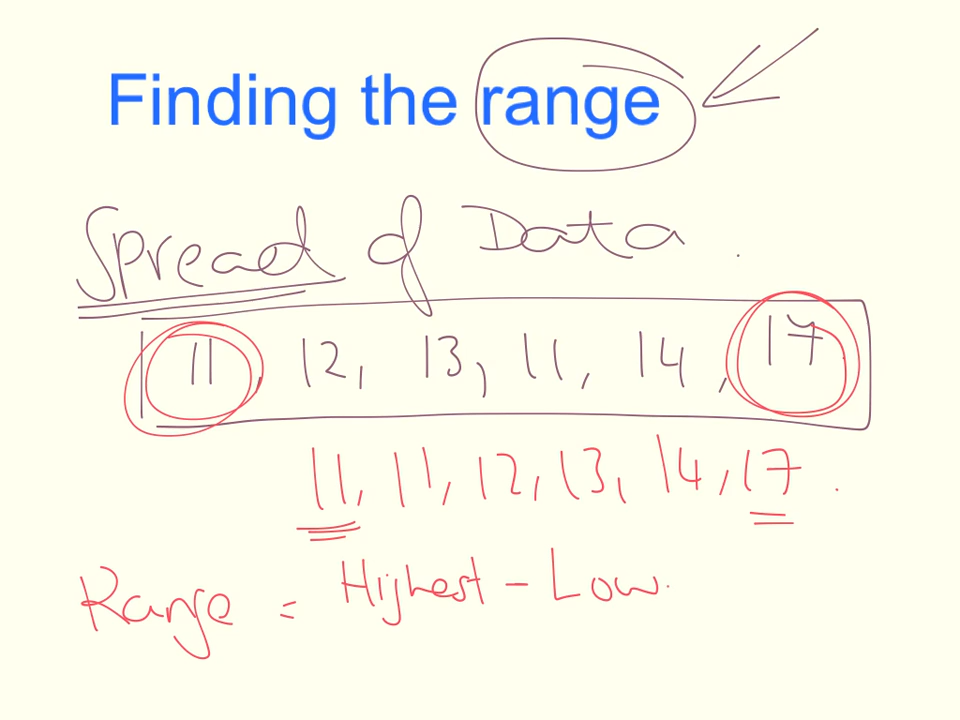 Finding the range
Spread of Data.
11, 12, 13, 11, 14, 17
11, 11, 12, 13, 14, 17.
Range = Highest - Low.